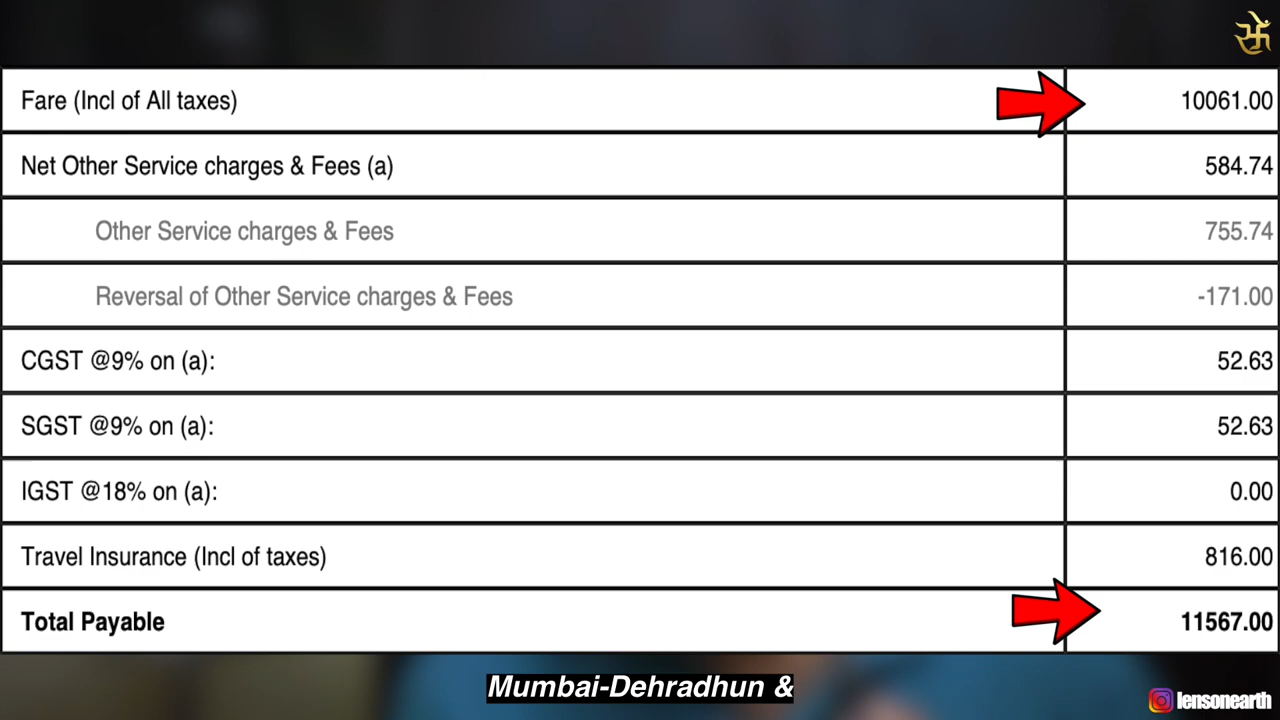 Fare (Incl of All taxes) 10061.00
Net Other Service charges & Fees (a) 584.74
Other Service charges & Fees 755.74
Reversal of Other Service charges & Fees -171.00
CGST @9% on (a): 52.63
SGST @9% on (a): 52.63
IGST @18% on (a): 0.00
Travel Insurance (Incl of taxes) 816.00
Total Payable 11567.00
Mumbai-Dehradhun &
lensonearth